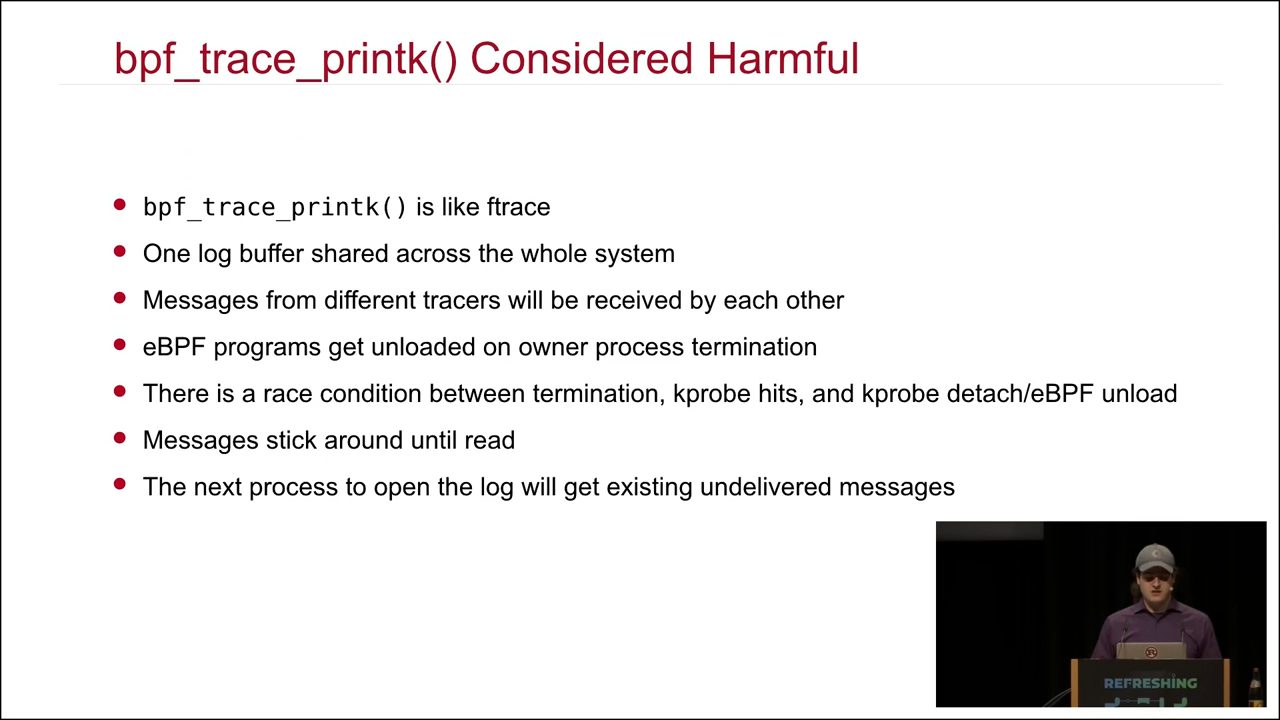 bpf_trace_printk() Considered Harmful
bpf_trace_printk() is like ftrace
One log buffer shared across the whole system
Messages from different tracers will be received by each other
eBPF programs get unloaded on owner process termination
There is a race condition between termination, kprobe hits, and kprobe detach/eBPF unload
Messages stick around until read
The next process to open the log will get existing undelivered messages
REFRESHING